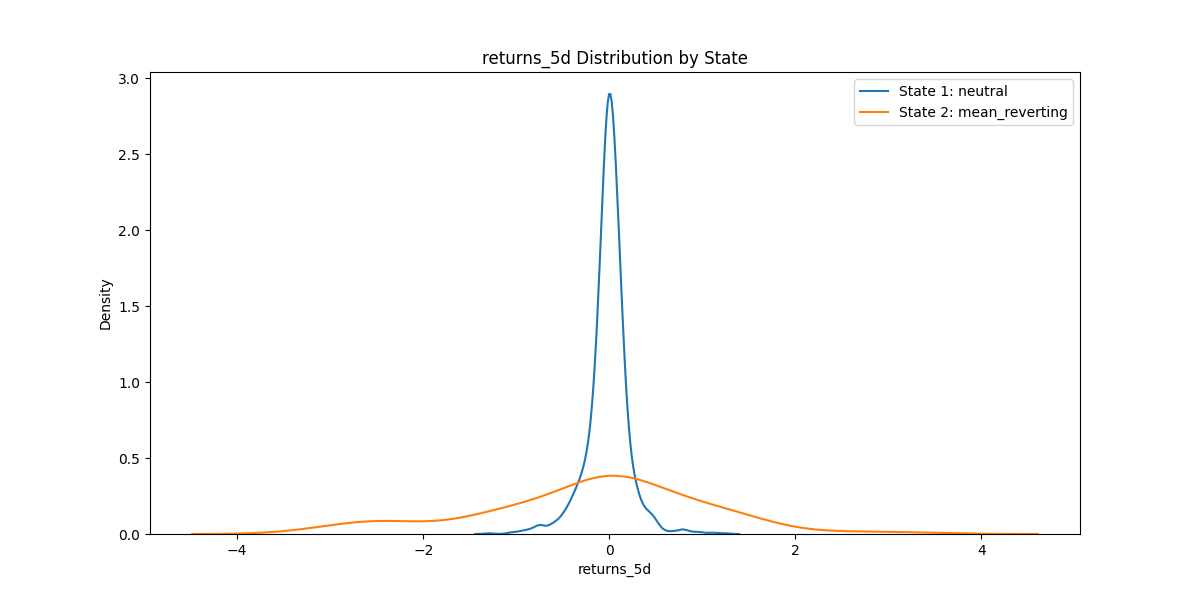 returns_5d Distribution by State
State 1: neutral
State 2: mean_reverting
3.0
2.5
2.0
1.5
1.0
0.5
0.0
Density
−4
−2
0
2
4
returns_5d